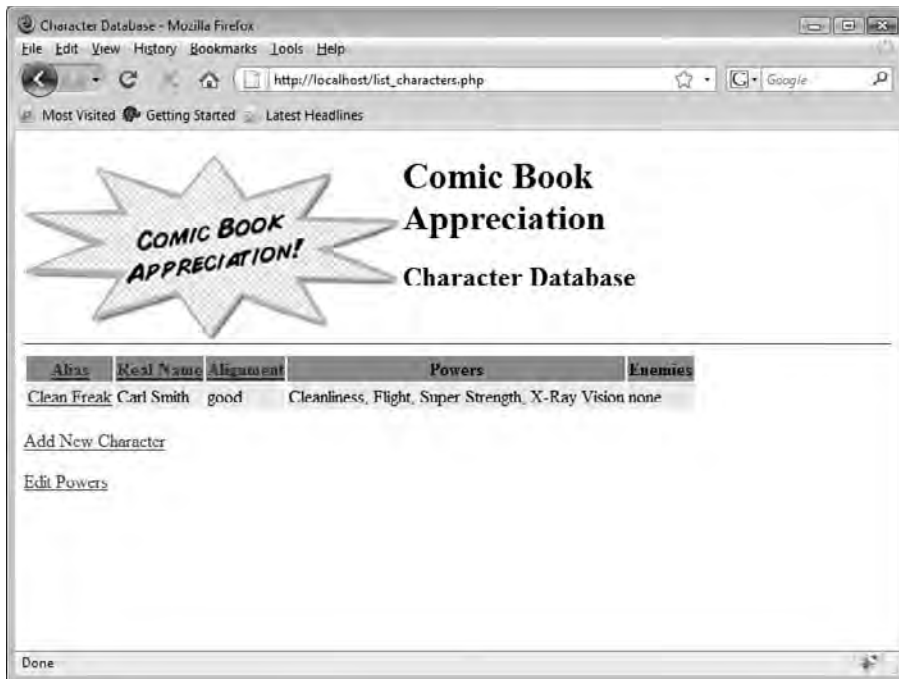 Character Database - Mozilla Firefox
File Edit View History Bookmarks Tools Help
http://localhost/list_characters.php
G Google
Most Visited Getting Started Latest Headlines
COMIC BOOK
APPRECIATION!
Comic Book
Appreciation
Character Database
Alias Real Name Alignment Powers Enemies
Clean Freak Carl Smith good Cleanliness, Flight, Super Strength, X-Ray Vision none
Add New Character
Edit Powers
Done